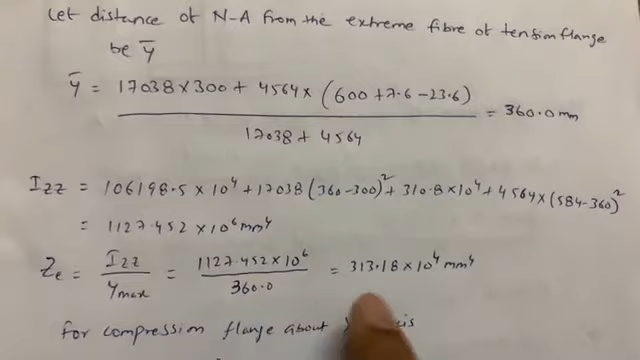 Let distance of N-A from the extreme fibre of tension flange
be ȳ
ȳ = 17038×300 + 4564×(600+7.6-23.6) / 17038 + 4564 = 360.0 mm
Izz = 106198.5×10⁴ + 17038(360-300)² + 310.8×10⁴ + 4564×(584-360)²
= 1127.452×10⁶ mm⁴
Ze = Izz / ymax = 1127.452×10⁶ / 360.0 = 313.18×10⁴ mm⁴
for compression flange about